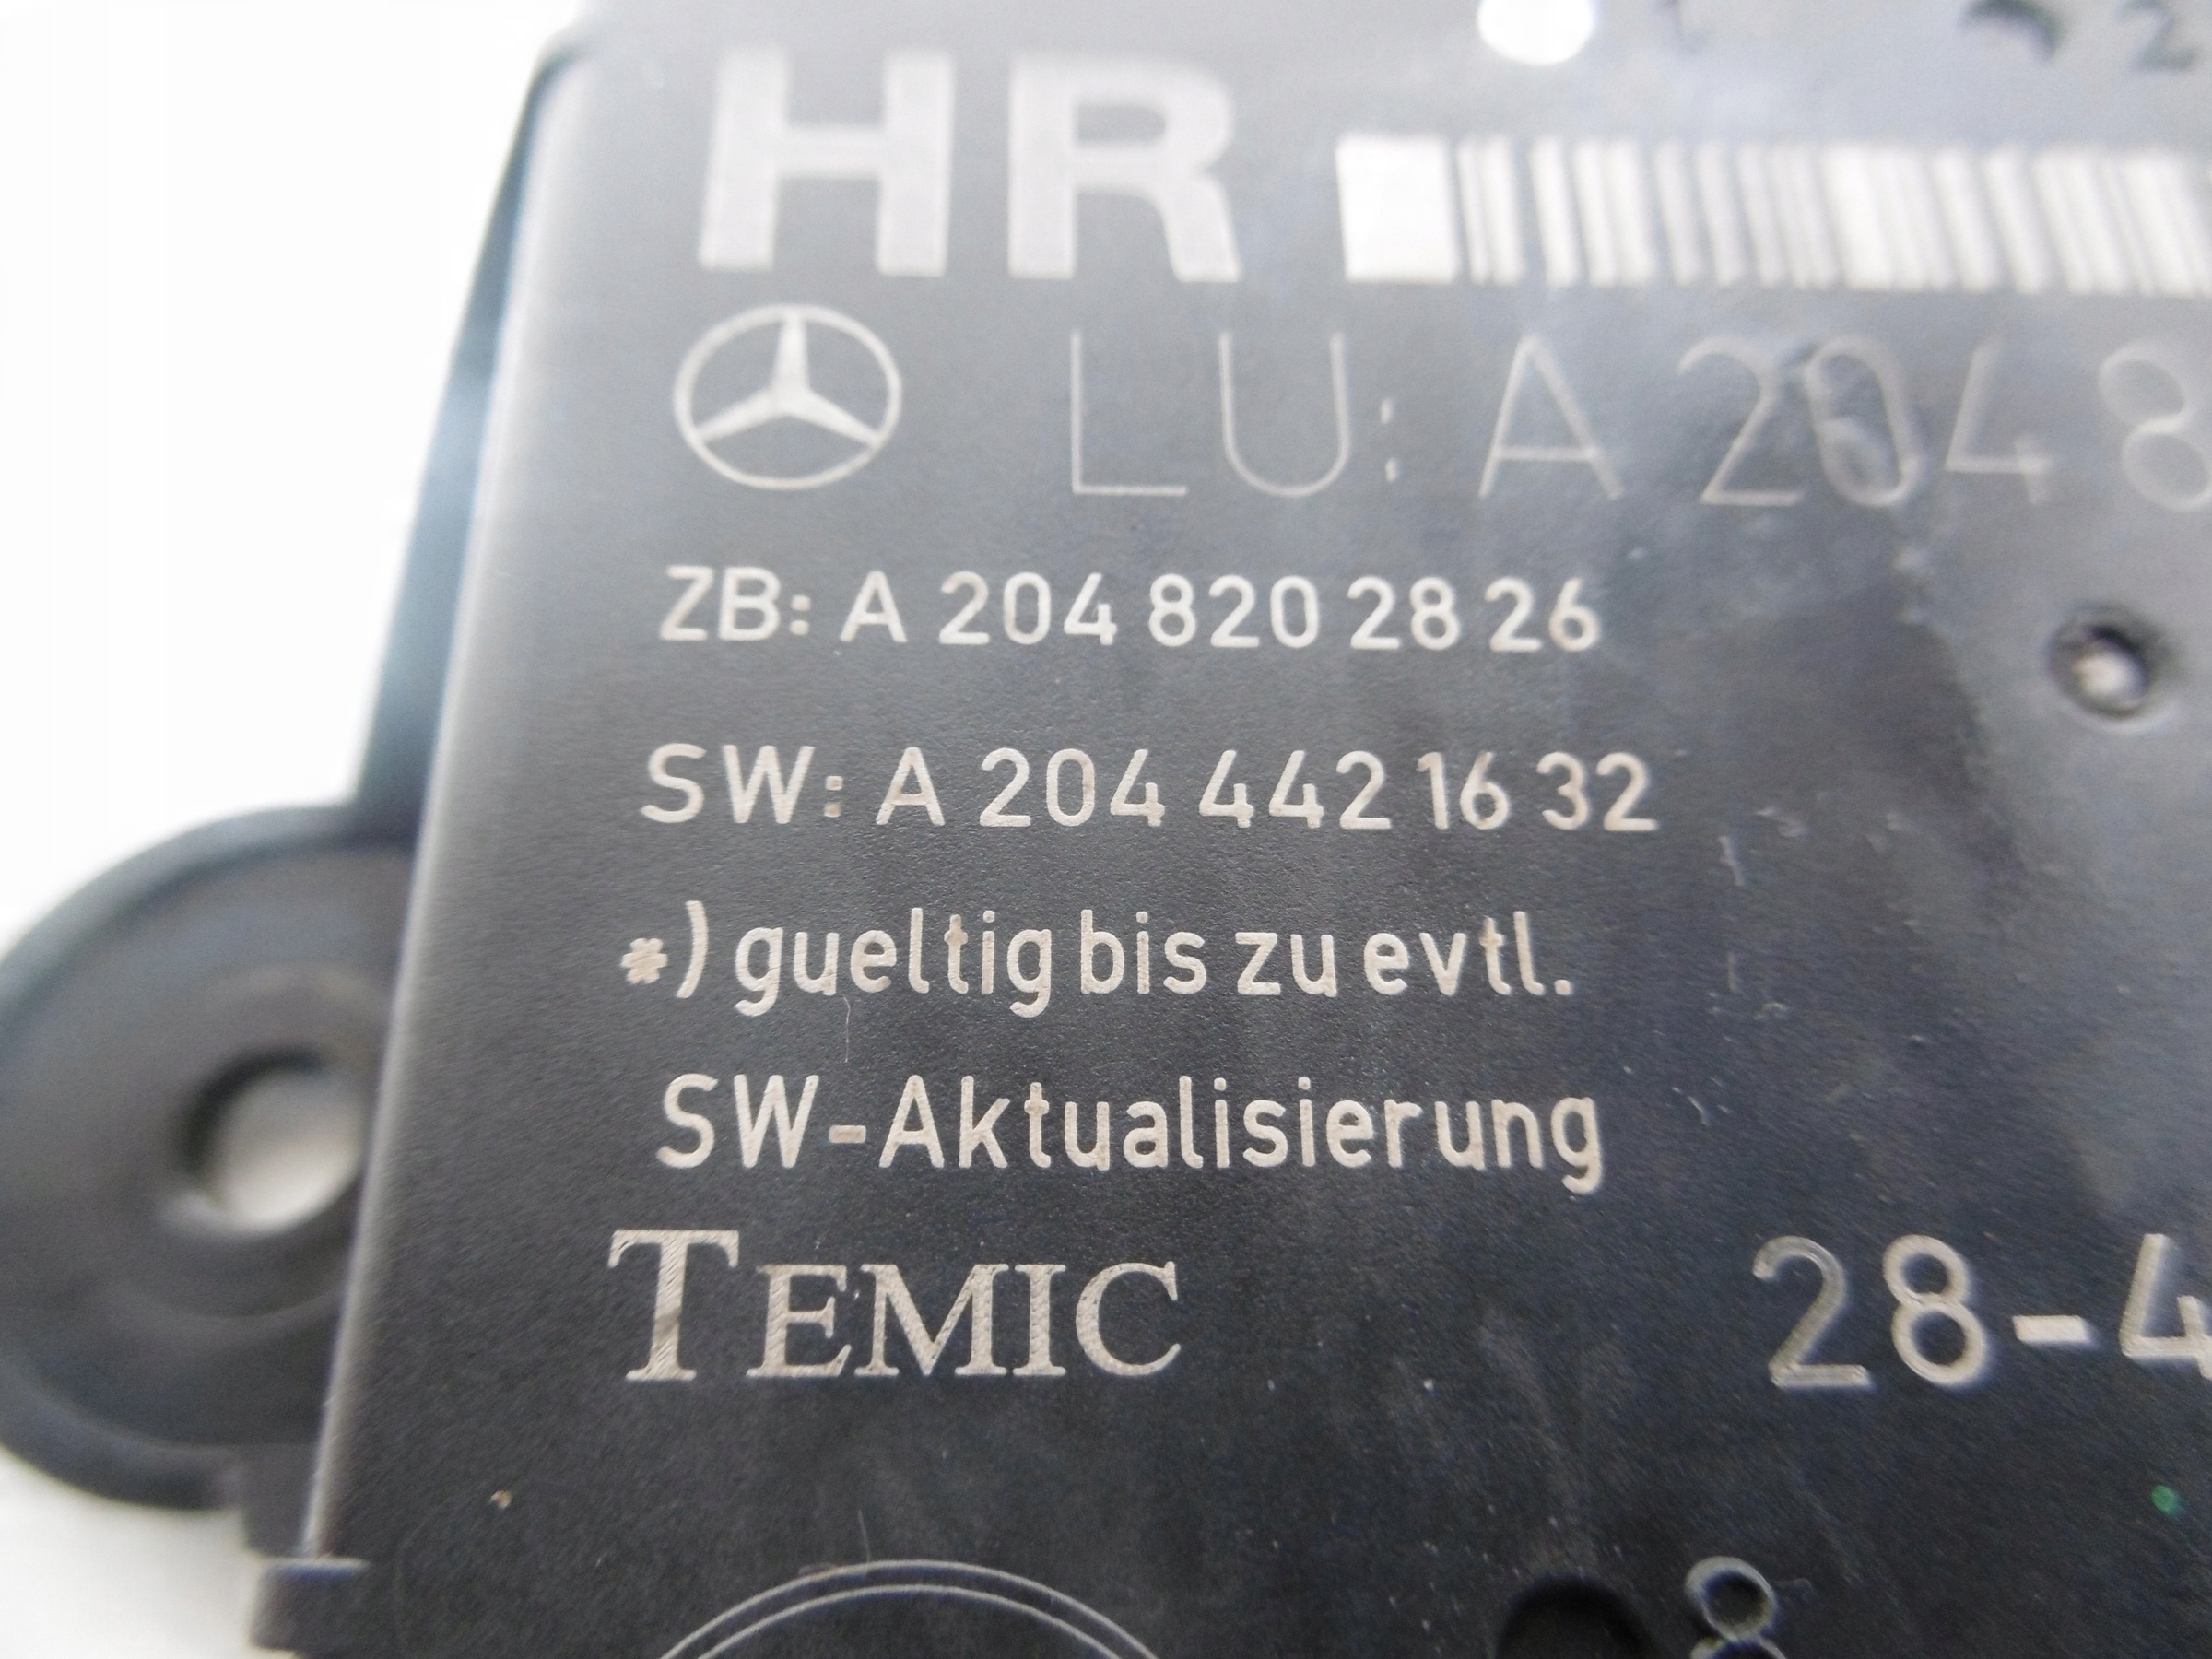 HR
LU: A 204 8
ZB: A 204 820 28 26
SW: A 204 442 16 32
*) gueltig bis zu evtl.
SW-Aktualisierung
TEMIC
28-4
8